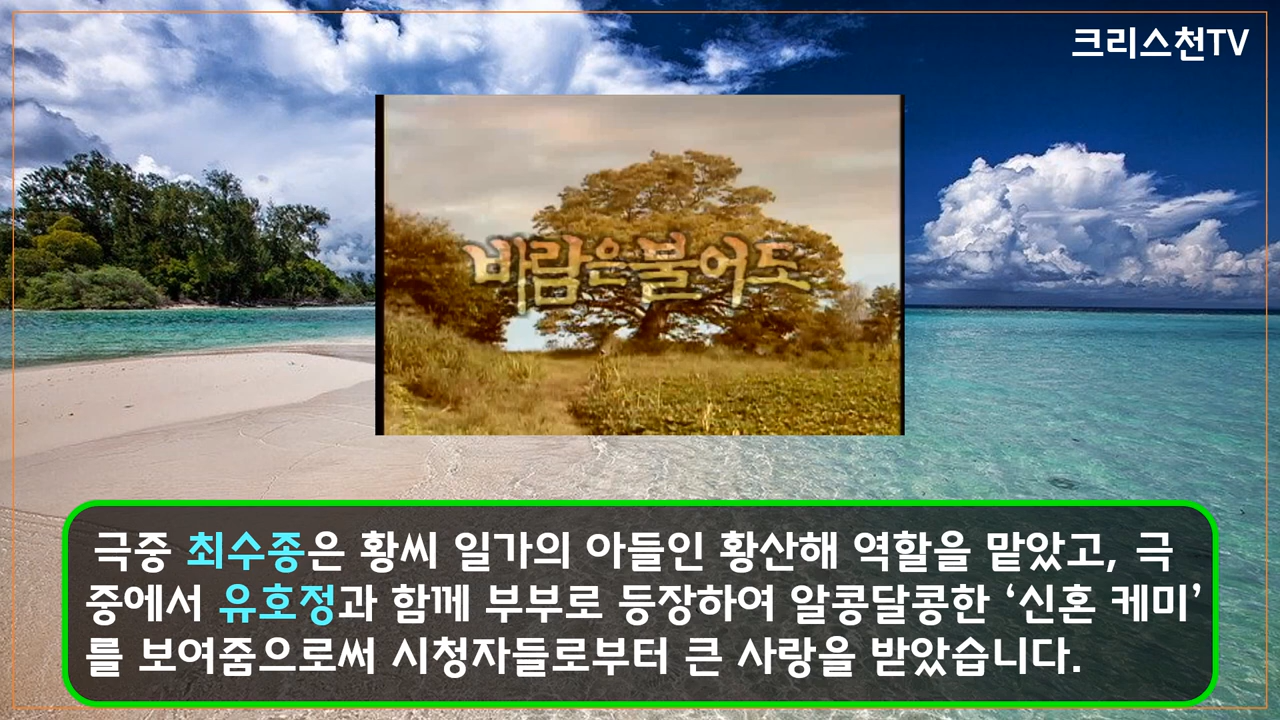 크리스천TV
바람은불어도
극중 최수종은 황씨 일가의 아들인 황산해 역할을 맡았고, 극
중에서 유호정과 함께 부부로 등장하여 알콩달콩한 ‘신혼 케미’
를 보여줌으로써 시청자들로부터 큰 사랑을 받았습니다.